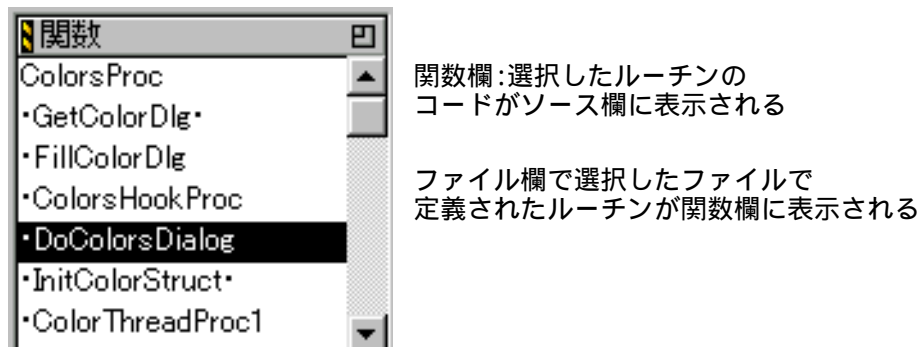 関数
ColorsProc
•GetColorDlg•
•FillColorDlg
•ColorsHookProc
•DoColorsDialog
•InitColorStruct•
•ColorThreadProc1
関数欄:選択したルーチンの
コードがソース欄に表示される
ファイル欄で選択したファイルで
定義されたルーチンが関数欄に表示される